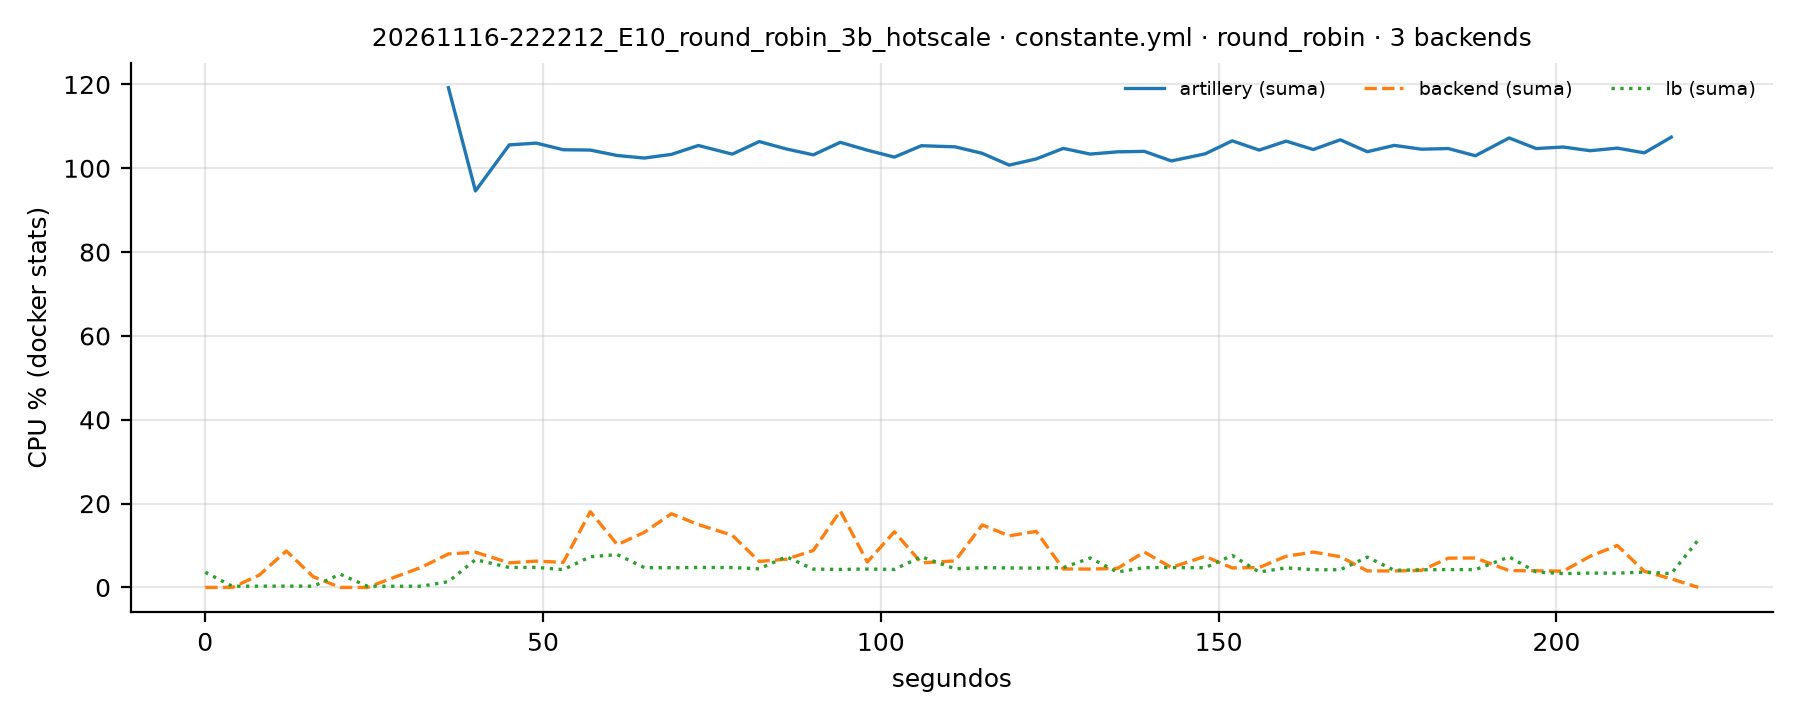 20261116-222212_E10_round_robin_3b_hotscale · constante.yml · round_robin · 3 backends
artillery (suma) backend (suma) lb (suma)
CPU % (docker stats)
120
100
80
60
40
20
0
0 50 100 150 200
segundos